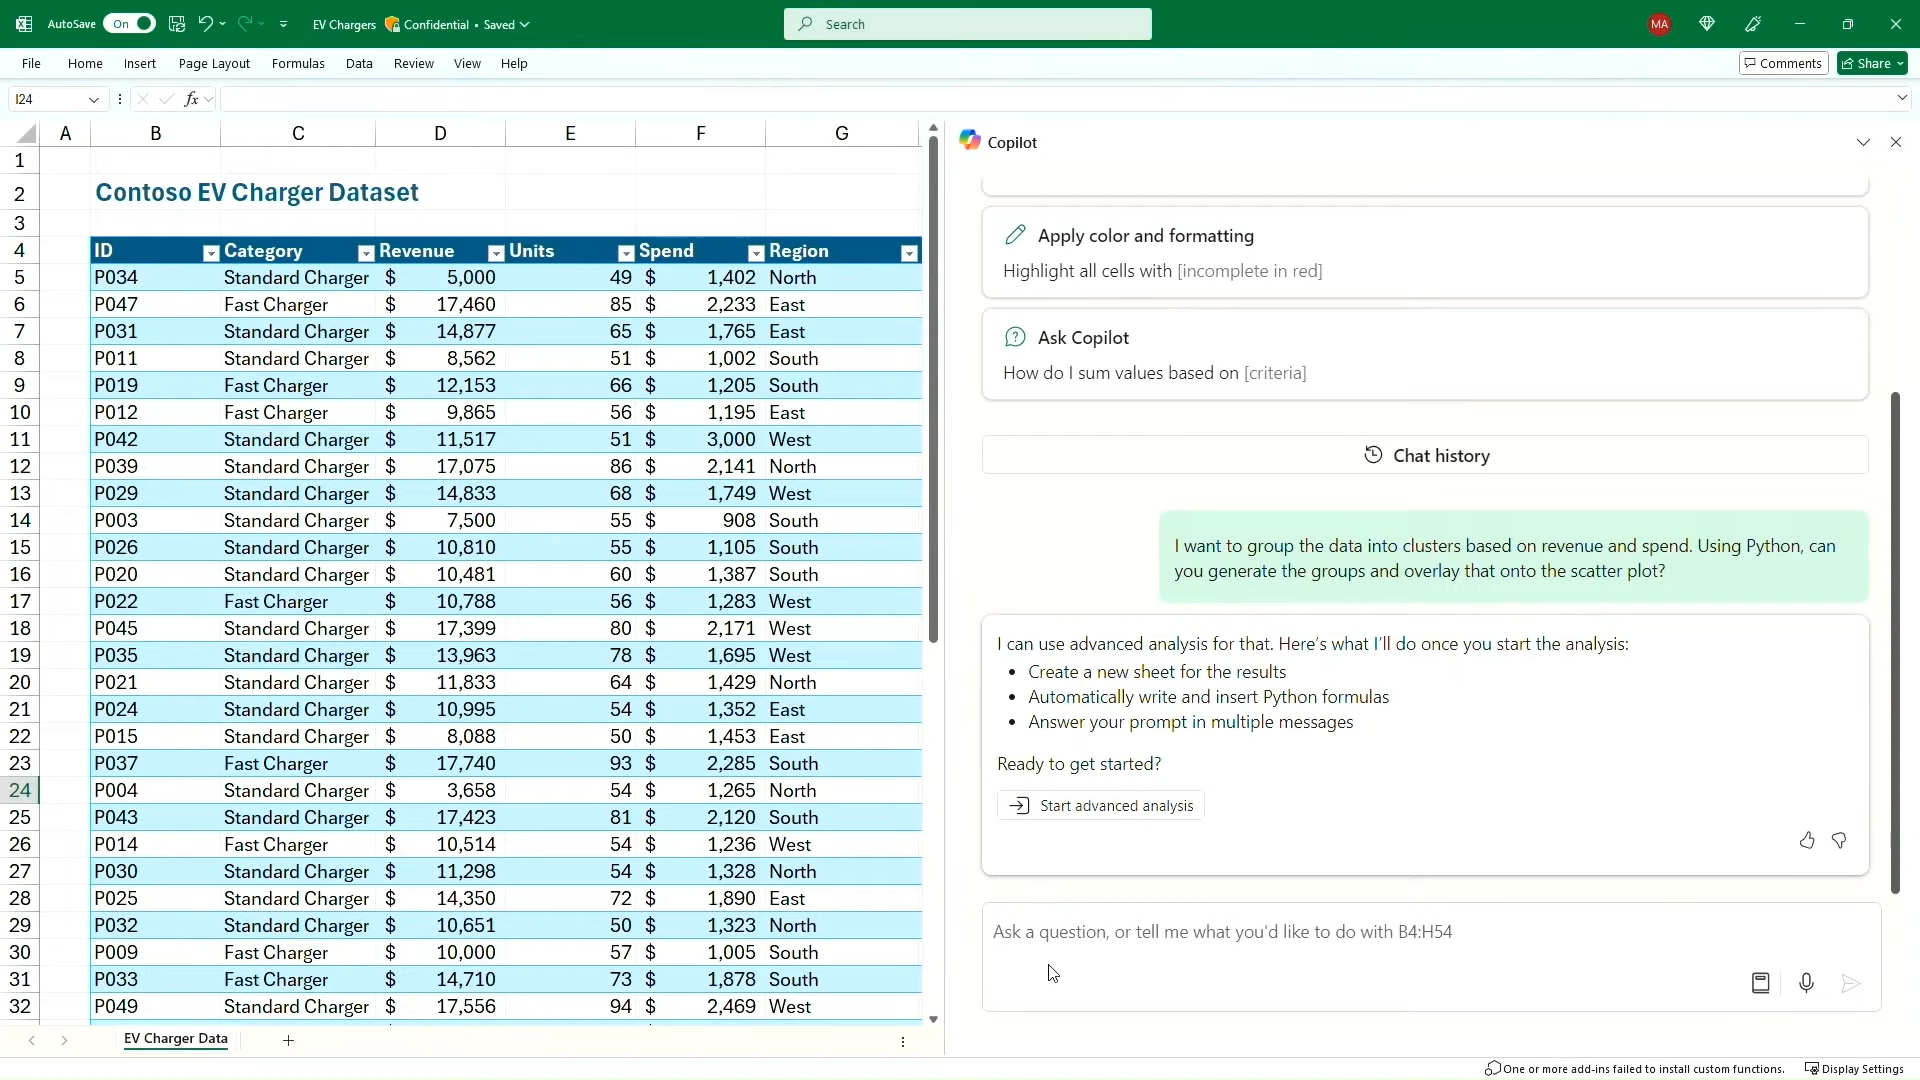 AutoSave On EV Chargers Confidential • Saved Search MA
File Home Insert Page Layout Formulas Data Review View Help Comments Share
I24 fx
A B C D E F G
1
2 Contoso EV Charger Dataset
3
4 ID Category Revenue Units Spend Region
5 P034 Standard Charger $ 5,000 49 $ 1,402 North
6 P047 Fast Charger $ 17,460 85 $ 2,233 East
7 P031 Standard Charger $ 14,877 65 $ 1,765 East
8 P011 Standard Charger $ 8,562 51 $ 1,002 South
9 P019 Fast Charger $ 12,153 66 $ 1,205 South
10 P012 Fast Charger $ 9,865 56 $ 1,195 East
11 P042 Standard Charger $ 11,517 51 $ 3,000 West
12 P039 Standard Charger $ 17,075 86 $ 2,141 North
13 P029 Standard Charger $ 14,833 68 $ 1,749 West
14 P003 Standard Charger $ 7,500 55 $ 908 South
15 P026 Standard Charger $ 10,810 55 $ 1,105 South
16 P020 Standard Charger $ 10,481 60 $ 1,387 South
17 P022 Fast Charger $ 10,788 56 $ 1,283 West
18 P045 Standard Charger $ 17,399 80 $ 2,171 West
19 P035 Standard Charger $ 13,963 78 $ 1,695 West
20 P021 Standard Charger $ 11,833 64 $ 1,429 North
21 P024 Standard Charger $ 10,995 54 $ 1,352 East
22 P015 Standard Charger $ 8,088 50 $ 1,453 East
23 P037 Fast Charger $ 17,740 93 $ 2,285 South
24 P004 Standard Charger $ 3,658 54 $ 1,265 North
25 P043 Standard Charger $ 17,423 81 $ 2,120 South
26 P014 Fast Charger $ 10,514 54 $ 1,236 West
27 P030 Standard Charger $ 11,298 54 $ 1,328 North
28 P025 Standard Charger $ 14,350 72 $ 1,890 East
29 P032 Standard Charger $ 10,651 50 $ 1,323 North
30 P009 Fast Charger $ 10,000 57 $ 1,005 South
31 P033 Fast Charger $ 14,710 73 $ 1,878 South
32 P049 Standard Charger $ 17,556 94 $ 2,469 West
EV Charger Data
Copilot
Apply color and formatting
Highlight all cells with [incomplete in red]
Ask Copilot
How do I sum values based on [criteria]
Chat history
I want to group the data into clusters based on revenue and spend. Using Python, can
you generate the groups and overlay that onto the scatter plot?
I can use advanced analysis for that. Here’s what I’ll do once you start the analysis:
• Create a new sheet for the results
• Automatically write and insert Python formulas
• Answer your prompt in multiple messages
Ready to get started?
Start advanced analysis
Ask a question, or tell me what you'd like to do with B4:H54
One or more add-ins failed to install custom functions. Display Settings